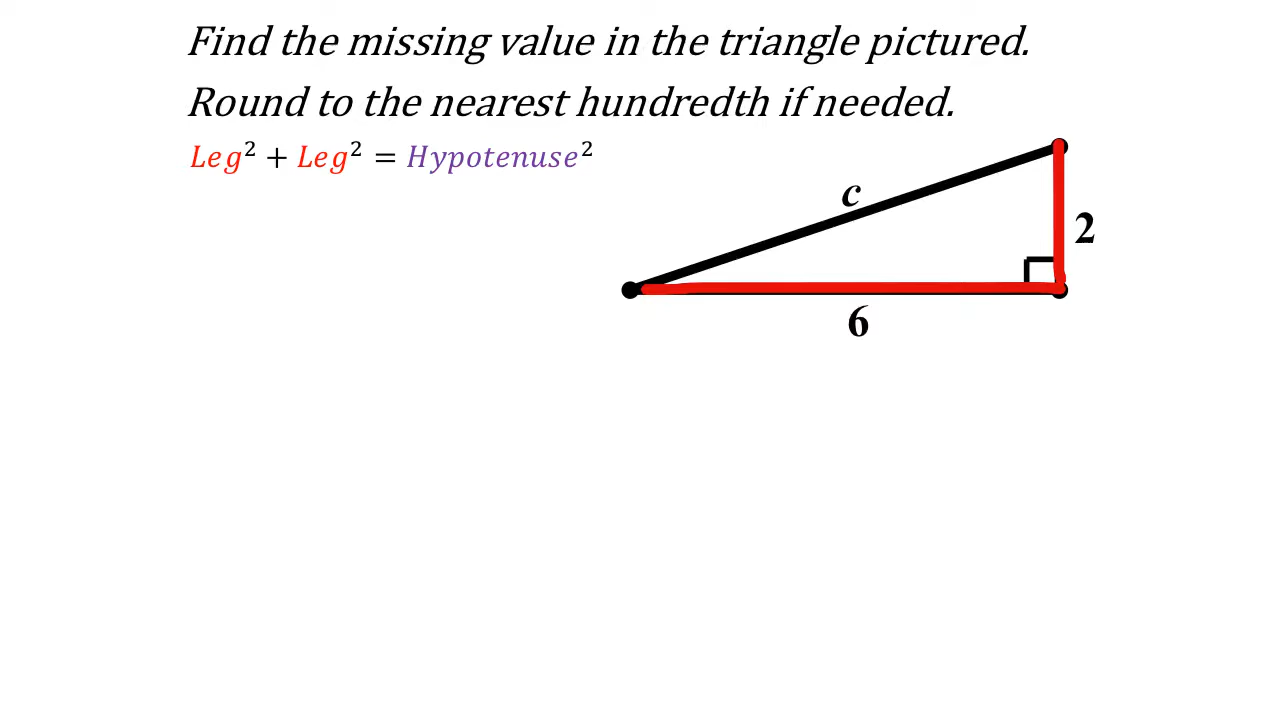 Find the missing value in the triangle pictured.
Round to the nearest hundredth if needed.
Leg² + Leg² = Hypotenuse²
c
2
6